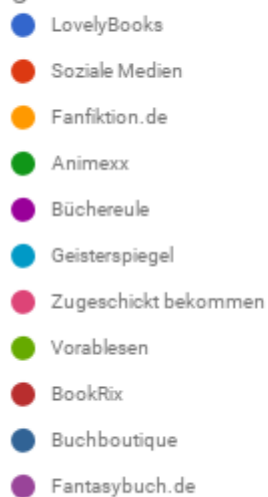 LovelyBooks
Soziale Medien
Fanfiktion.de
Animexx
Büchereule
Geisterspiegel
Zugeschickt bekommen
Vorablesen
BookRix
Buchboutique
Fantasybuch.de